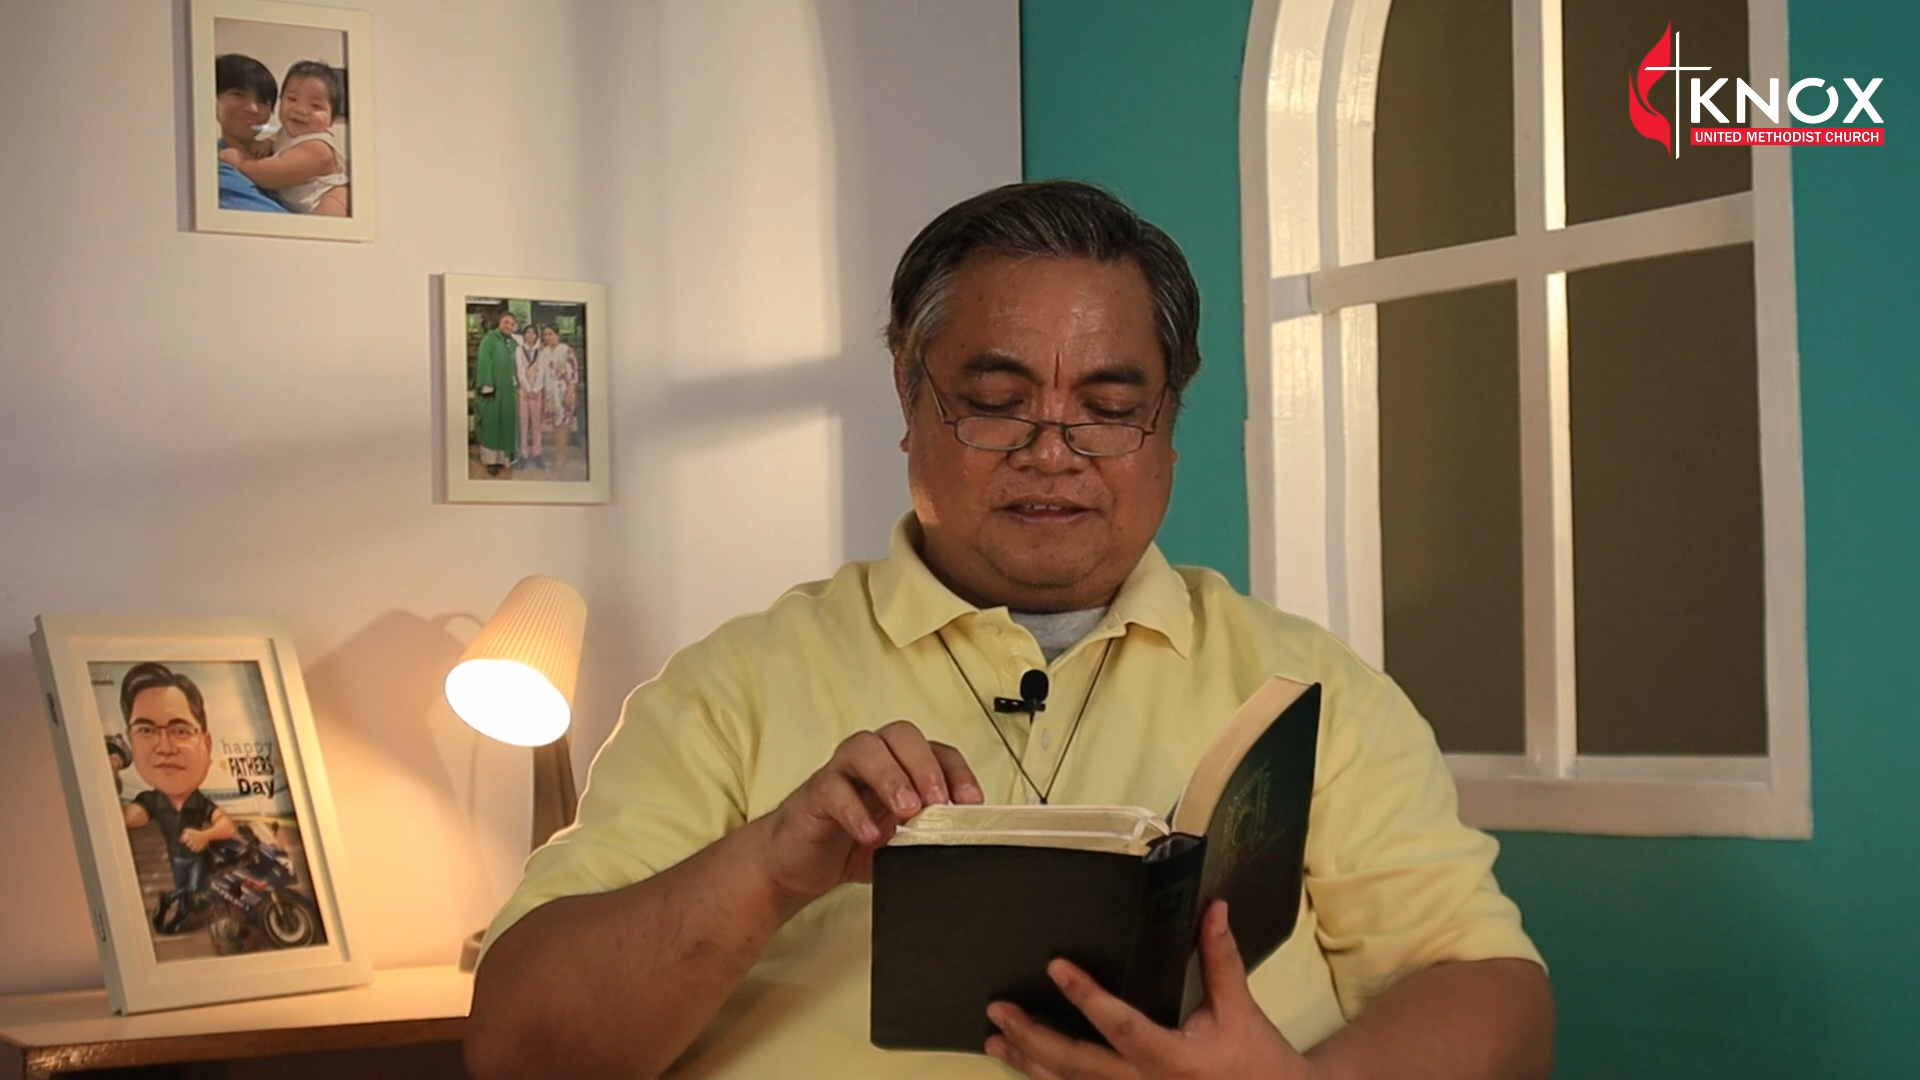 KNOX
UNITED METHODIST CHURCH
happy
FATHERS
Day